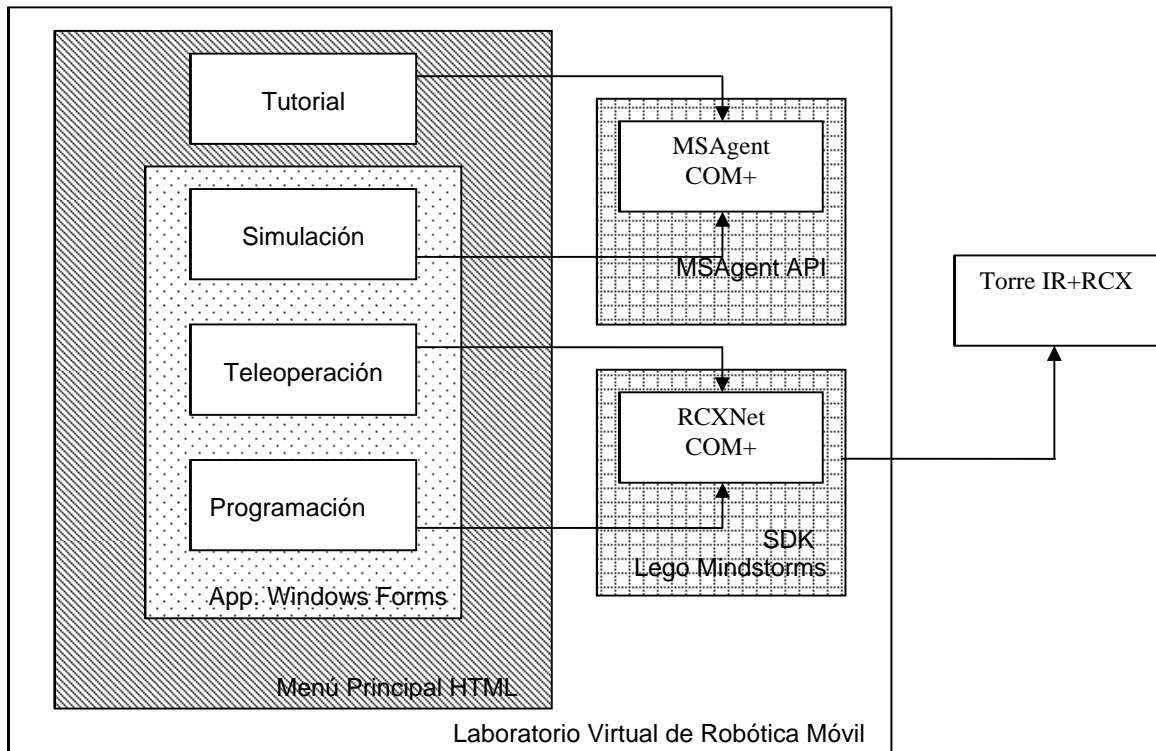 Tutorial
MSAgent
COM+
Simulación
MSAgent API
Torre IR+RCX
Teleoperación
RCXNet
COM+
Programación
SDK
Lego Mindstorms
App. Windows Forms
Menú Principal HTML
Laboratorio Virtual de Robótica Móvil